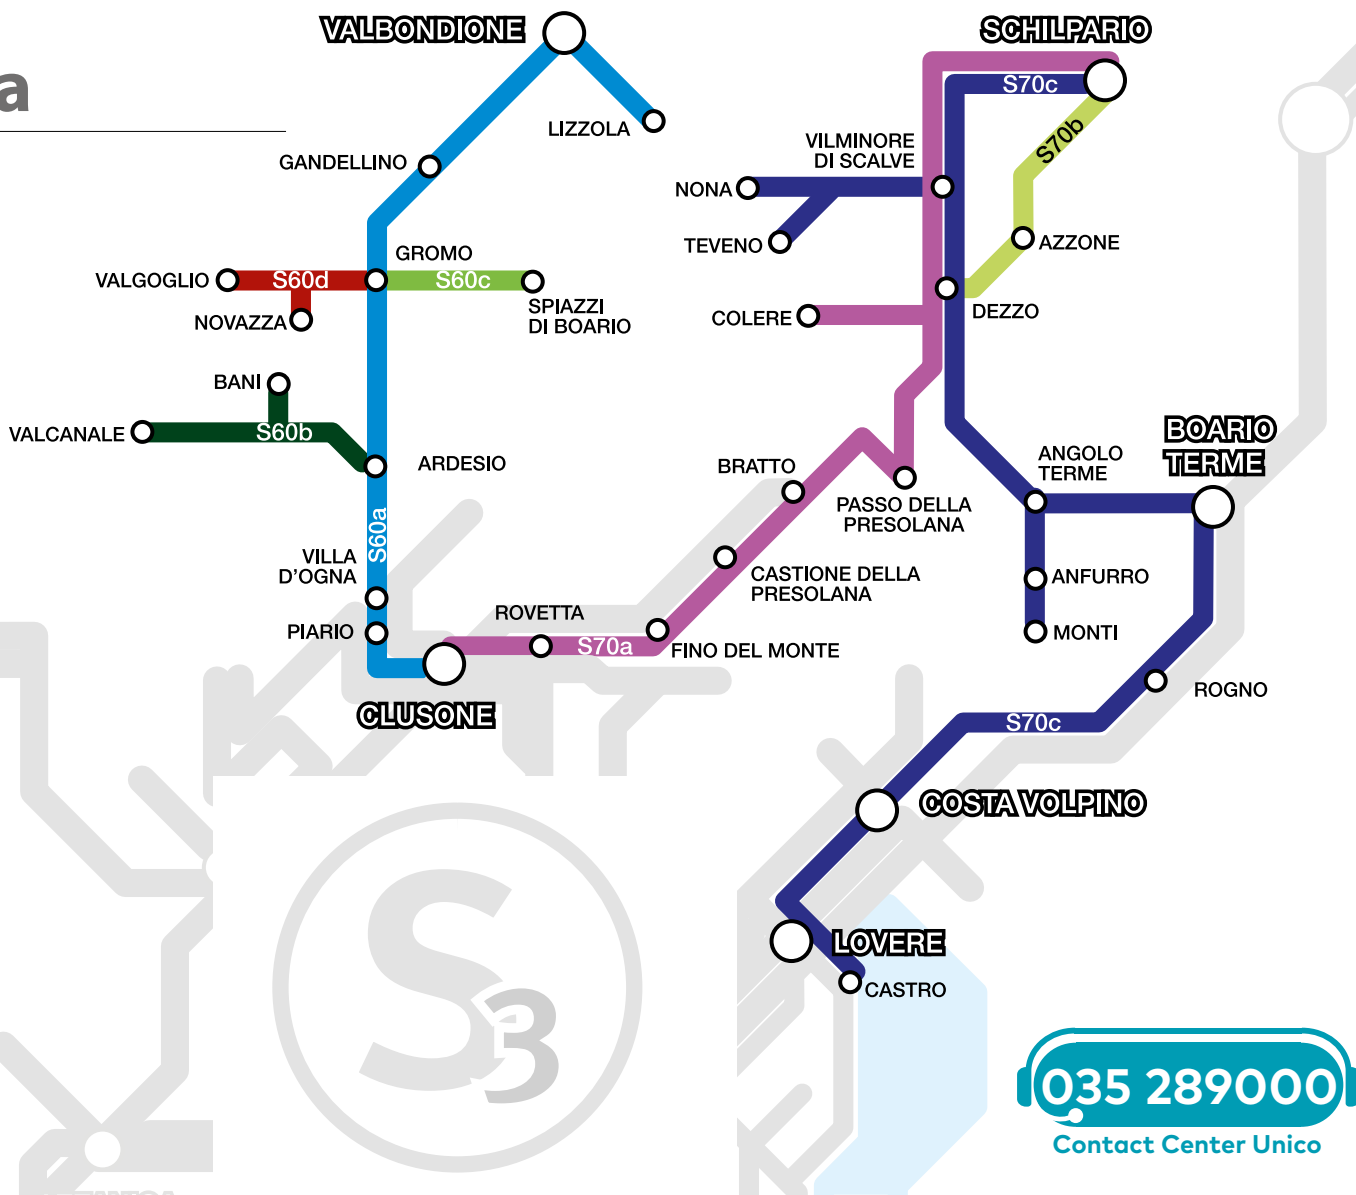 a
VALBONDIONE
SCHILPARIO
S70c
LIZZOLA
S70b
VILMINORE
DI SCALVE
GANDELLINO
NONA
TEVENO
AZZONE
GROMO
VALGOGLIO
S60d
S60c
NOVAZZA
SPIAZZI
DI BOARIO
COLERE
DEZZO
BANI
VALCANALE
S60b
ARDESIO
BOARIO
TERME
ANGOLO
TERME
BRATTO
PASSO DELLA
PRESOLANA
S60a
VILLA
D'OGNA
CASTIONE DELLA
PRESOLANA
ANFURRO
ROVETTA
PIARIO
S70a
FINO DEL MONTE
MONTI
ROGNO
CLUSONE
S70c
COSTA VOLPINO
LOVERE
CASTRO
S3
035 289000
Contact Center Unico